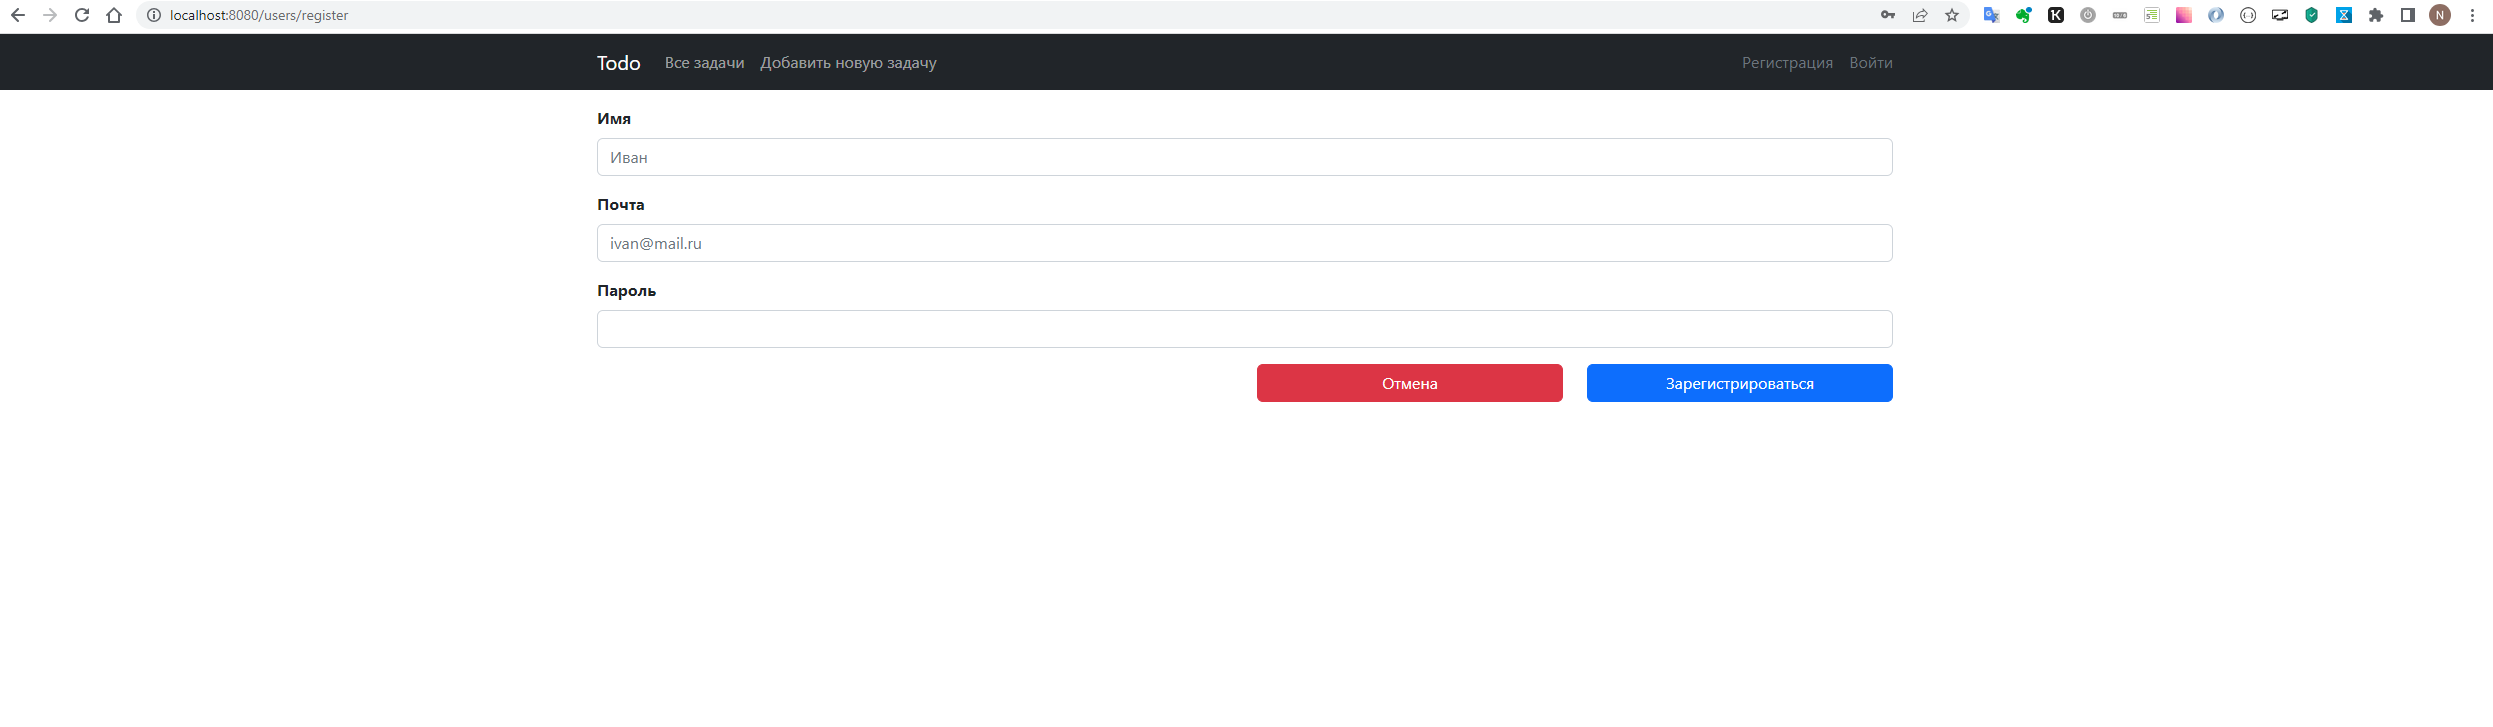 localhost:8080/users/register
N
Todo Все задачи Добавить новую задачу Регистрация Войти
Имя
Иван
Почта
ivan@mail.ru
Пароль
Отмена Зарегистрироваться